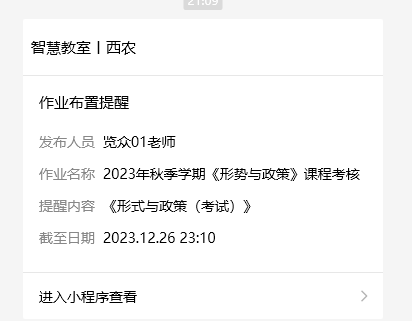 21:09
智慧教室丨西农
作业布置提醒
发布人员 览众01老师
作业名称 2023年秋季学期《形势与政策》课程考核
提醒内容 《形式与政策（考试）》
截至日期 2023.12.26 23:10
进入小程序查看